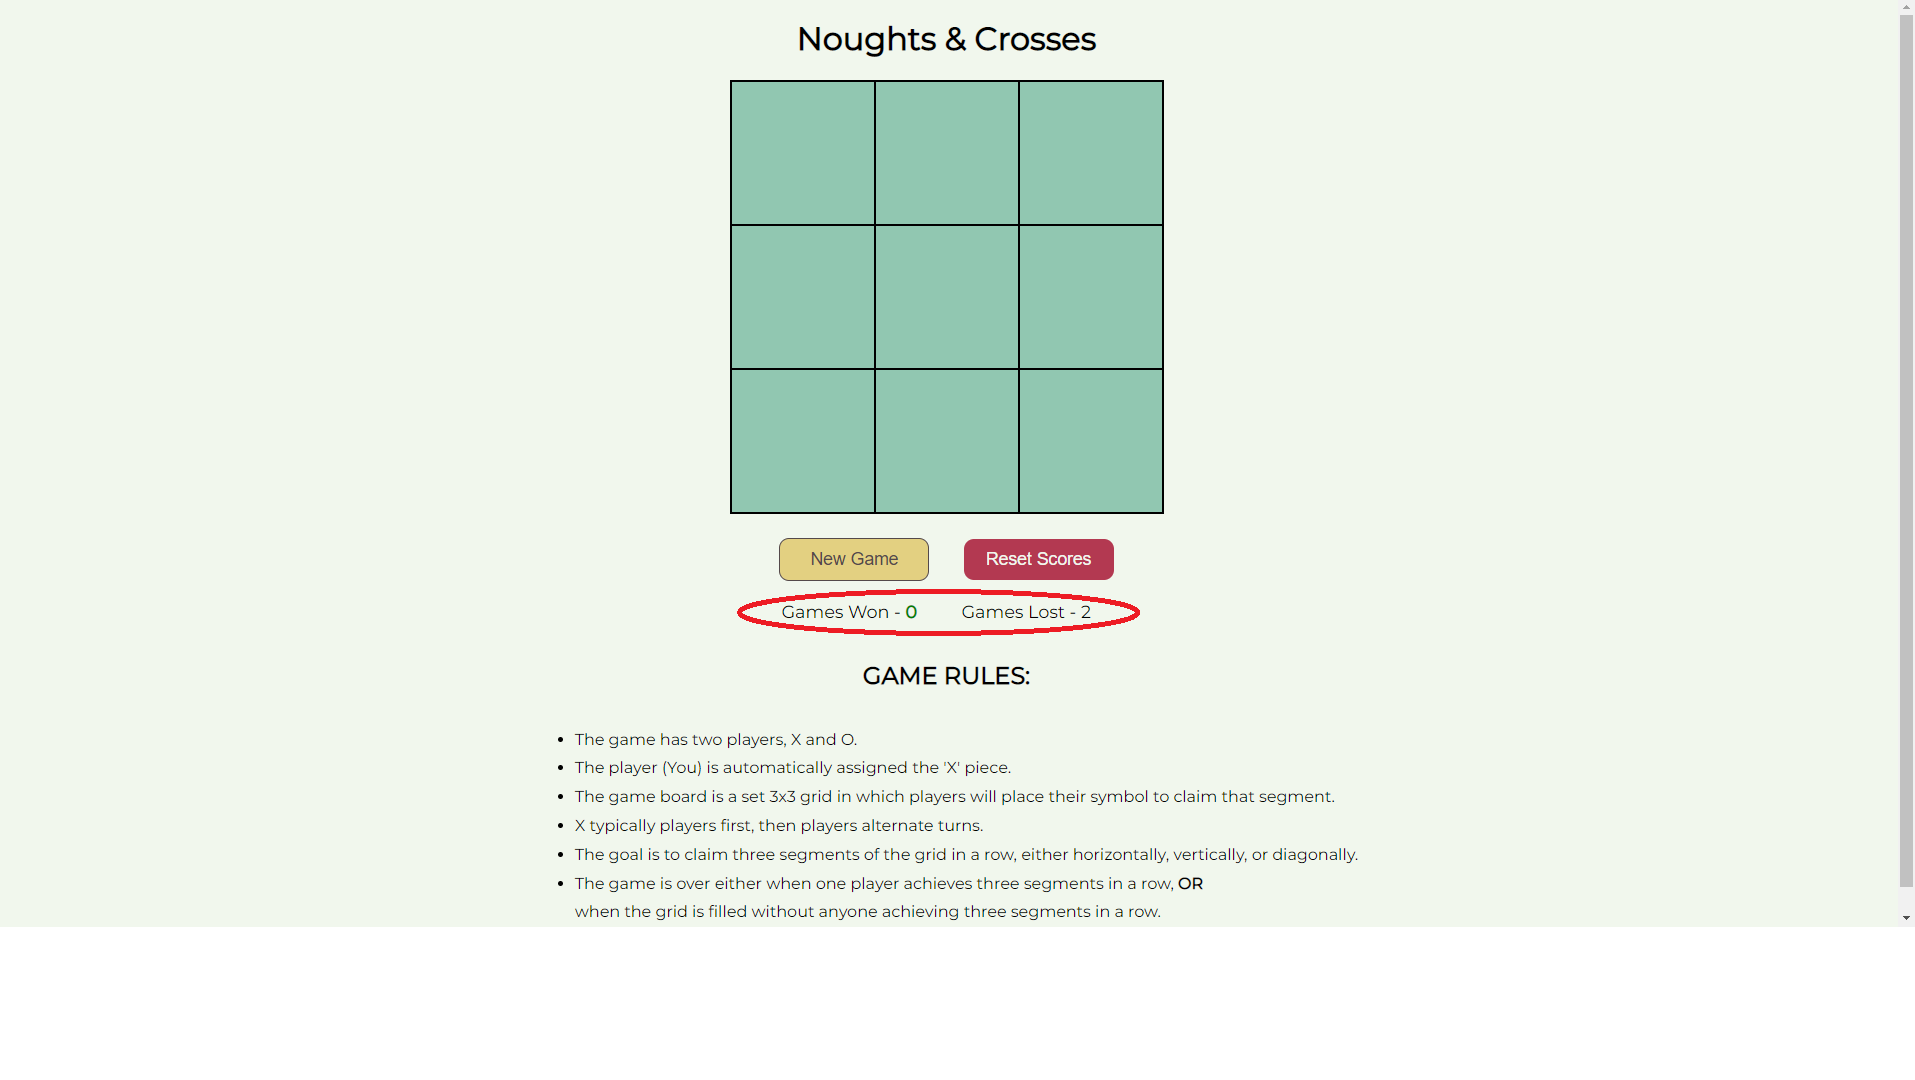 Noughts & Crosses
New Game
Reset Scores
Games Won - 0
Games Lost - 2
GAME RULES:
The game has two players, X and O.
The player (You) is automatically assigned the 'X' piece.
The game board is a set 3x3 grid in which players will place their symbol to claim that segment.
X typically players first, then players alternate turns.
The goal is to claim three segments of the grid in a row, either horizontally, vertically, or diagonally.
The game is over either when one player achieves three segments in a row, OR
when the grid is filled without anyone achieving three segments in a row.